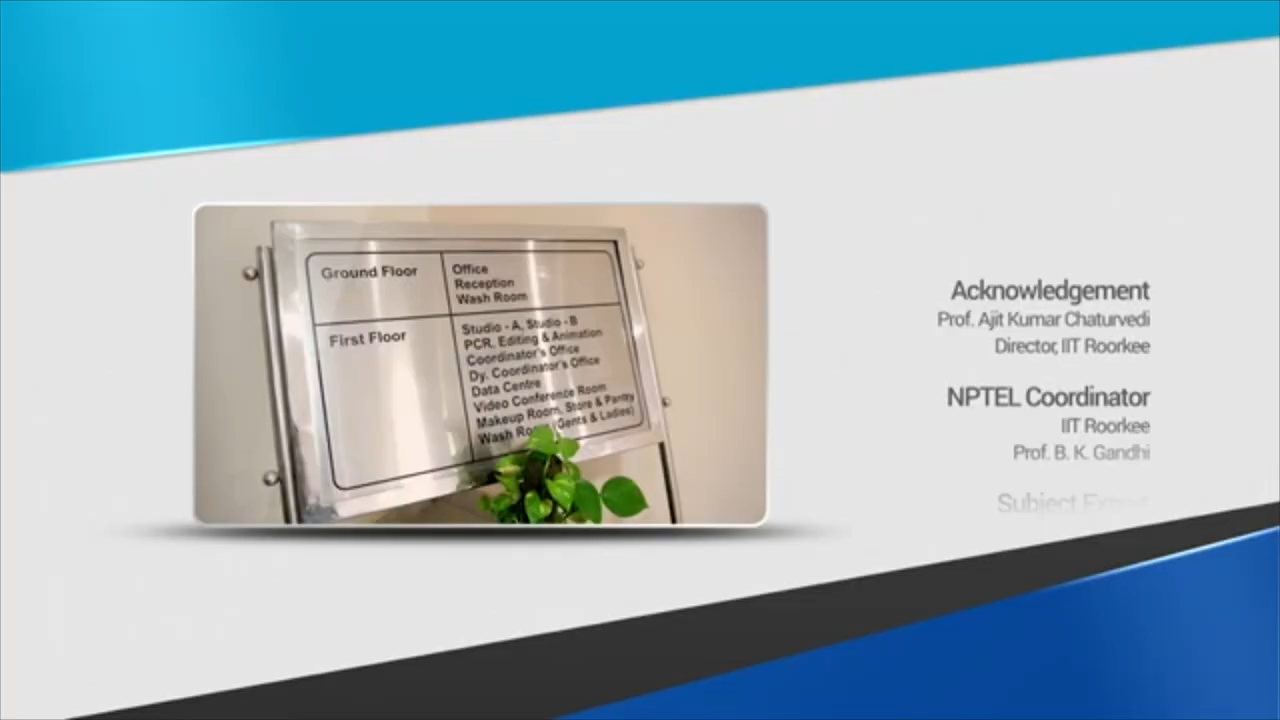 Ground Floor
Office
Reception
Wash Room
First Floor
Studio - A, Studio - B
PCR, Editing & Animation
Coordinator's Office
Dy. Coordinator's Office
Data Centre
Video Conference Room
Makeup Room, Store & Pantry
Wash Room (Gents & Ladies)
Acknowledgement
Prof. Ajit Kumar Chaturvedi
Director, IIT Roorkee
NPTEL Coordinator
IIT Roorkee
Prof. B. K. Gandhi
Subject Expert